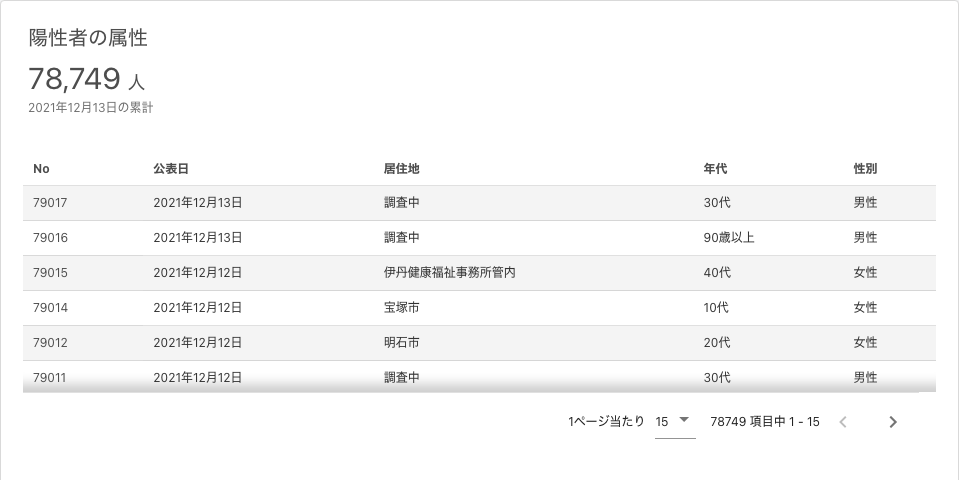 陽性者の属性
78,749 人
2021年12月13日の累計
No 公表日 居住地 年代 性別
79017 2021年12月13日 調査中 30代 男性
79016 2021年12月13日 調査中 90歳以上 男性
79015 2021年12月12日 伊丹健康福祉事務所管内 40代 女性
79014 2021年12月12日 宝塚市 10代 女性
79012 2021年12月12日 明石市 20代 女性
79011 2021年12月12日 調査中 30代 男性
1ページ当たり 15 78749 項目中 1 - 15